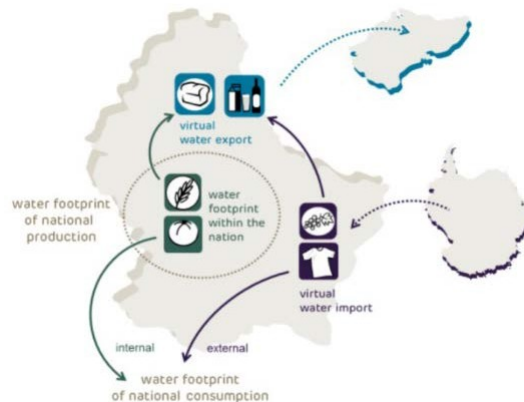 virtual
water export
water footprint
of national
production
water
footprint
within the
nation
virtual
water import
internal
external
water footprint
of national consumption